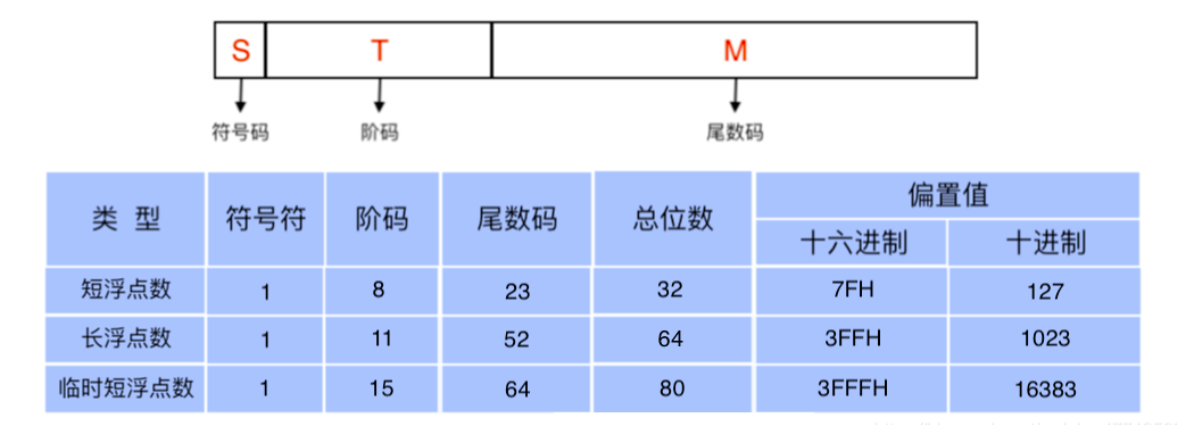 S T M
符号码 阶码 尾数码
类 型 符号符 阶码 尾数码 总位数 偏置值
十六进制 十进制
短浮点数 1 8 23 32 7FH 127
长浮点数 1 11 52 64 3FFH 1023
临时短浮点数 1 15 64 80 3FFFH 16383